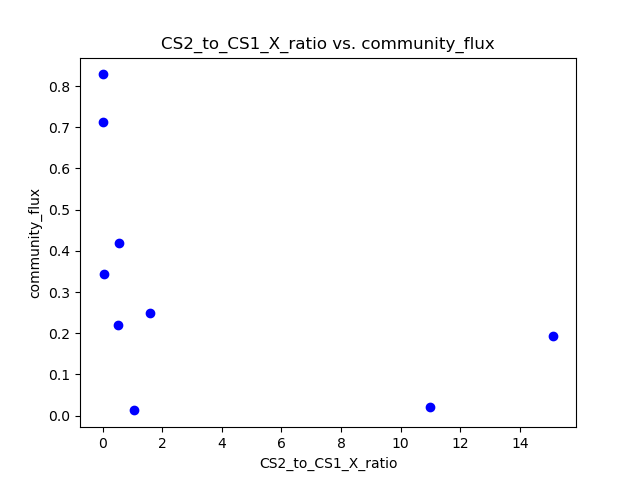 CS2_to_CS1_X_ratio vs. community_flux
community_flux
0.8
0.7
0.6
0.5
0.4
0.3
0.2
0.1
0.0
0 2 4 6 8 10 12 14
CS2_to_CS1_X_ratio